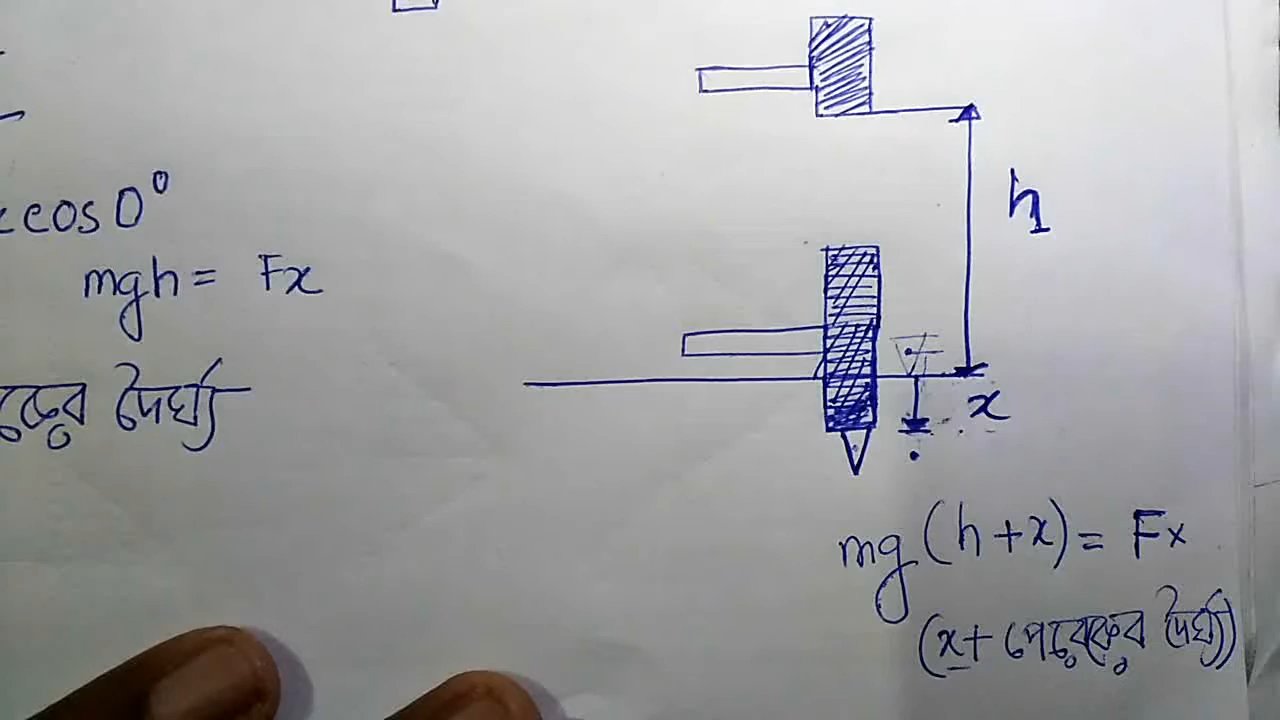 x cos 0°
mgh = Fx
দৈর্ঘ্য
h
x
mg (h + x) = Fx
(x + পেরেকের দৈর্ঘ্য)